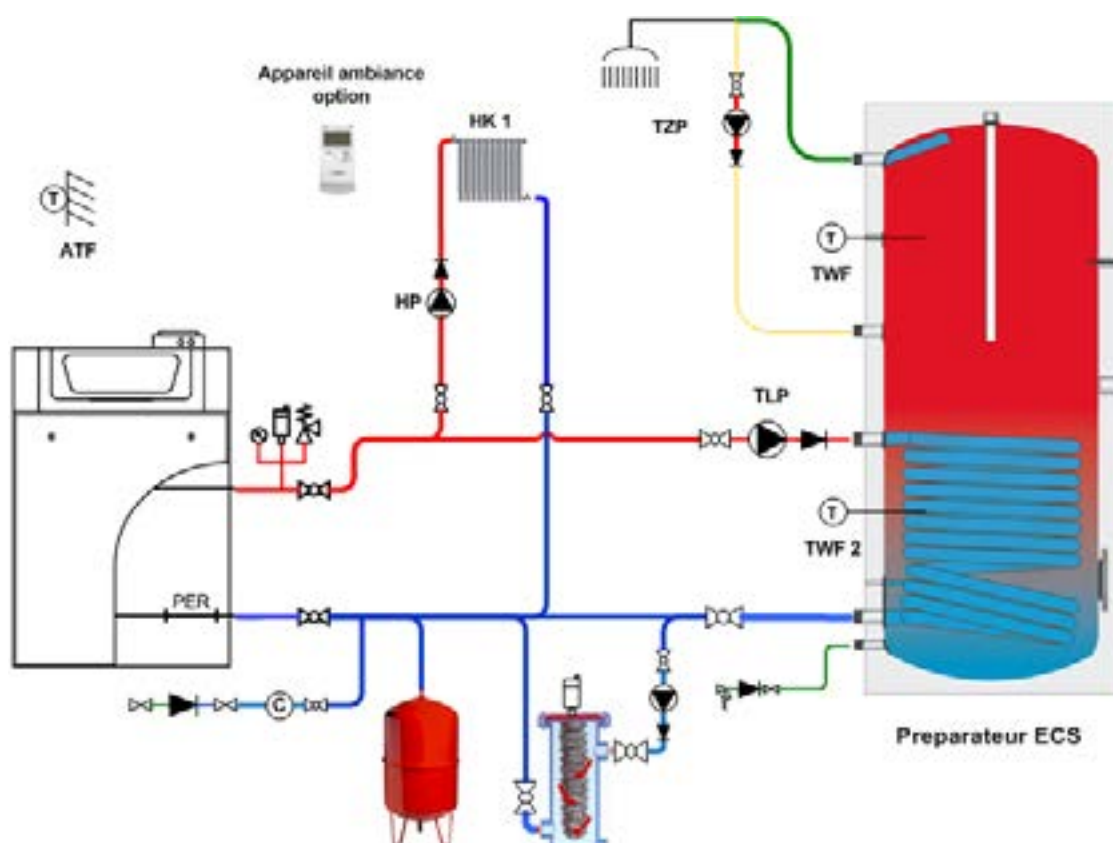 Appareil ambiance
option
HK 1
TZP
T
ATF
T
TWF
HP
TLP
T
TWF 2
PER
C
Preparateur ECS